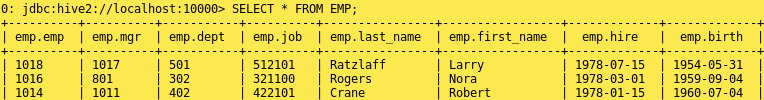 0: jdbc:hive2://localhost:10000> SELECT * FROM EMP;
+----------+----------+-----------+----------+----------------+-----------------+-------------+-------------+
| emp.emp | emp.mgr | emp.dept | emp.job | emp.last_name | emp.first_name | emp.hire | emp.birth |
+----------+----------+-----------+----------+----------------+-----------------+-------------+-------------+
| 1018 | 1017 | 501 | 512101 | Ratzlaff | Larry | 1978-07-15 | 1954-05-31 |
| 1016 | 801 | 302 | 321100 | Rogers | Nora | 1978-03-01 | 1959-09-04 |
| 1014 | 1011 | 402 | 422101 | Crane | Robert | 1978-01-15 | 1960-07-04 |